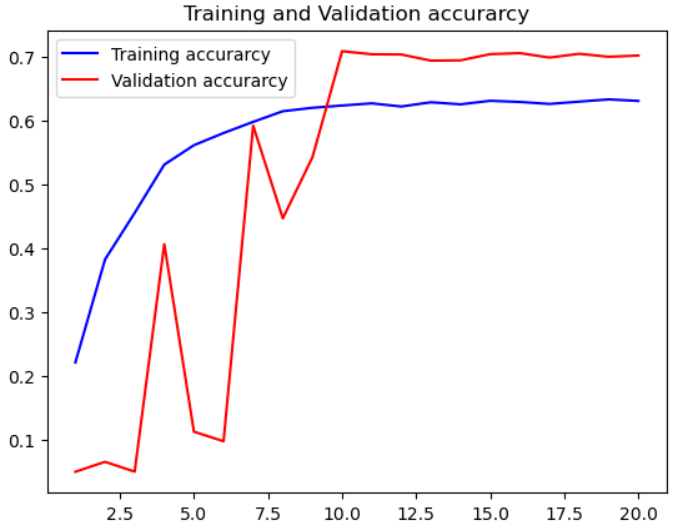 Training and Validation accurarcy
Training accurarcy
Validation accurarcy
0.7
0.6
0.5
0.4
0.3
0.2
0.1
2.5 5.0 7.5 10.0 12.5 15.0 17.5 20.0